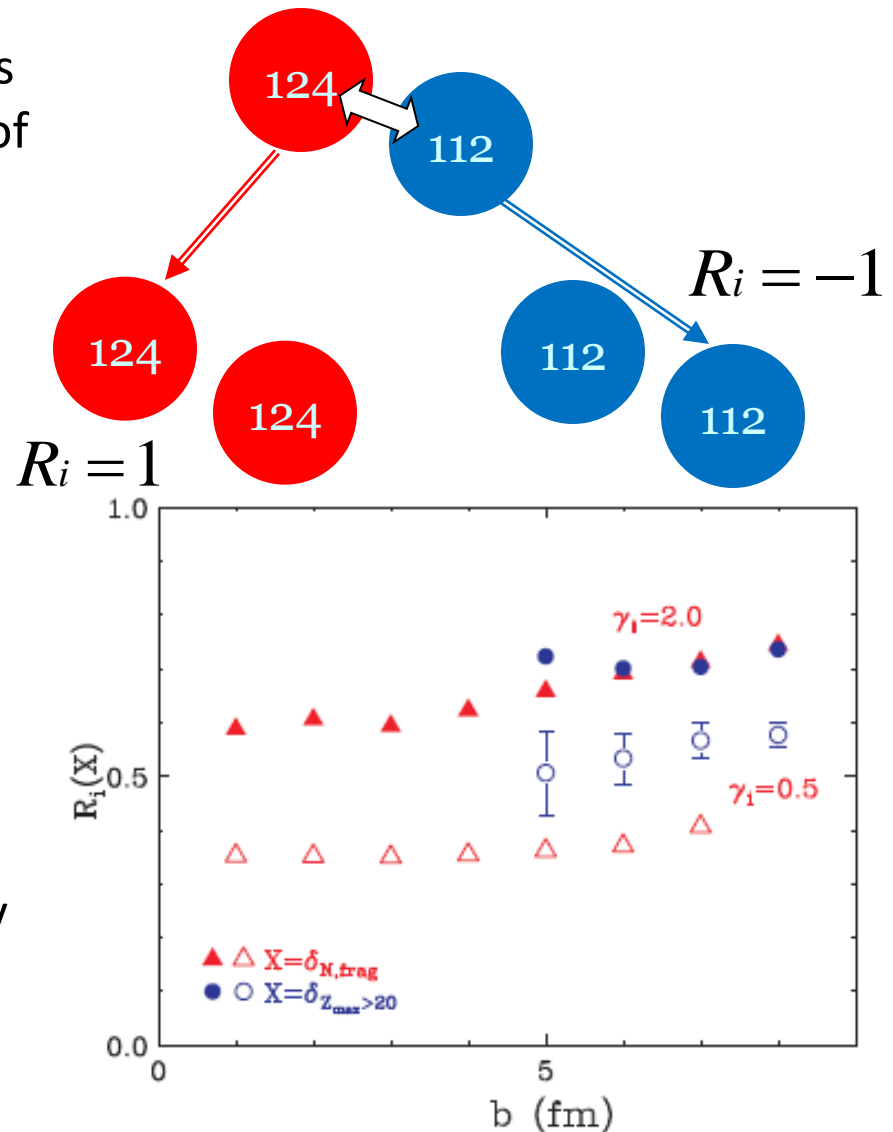 s
of
124
112
Ri = −1
124
124
112
112
Ri = 1
1.0
γI=2.0
Ri(X)
0.5
γi=0.5
y
X=δN,frag
X=δZmax>20
0.0
0
5
b (fm)